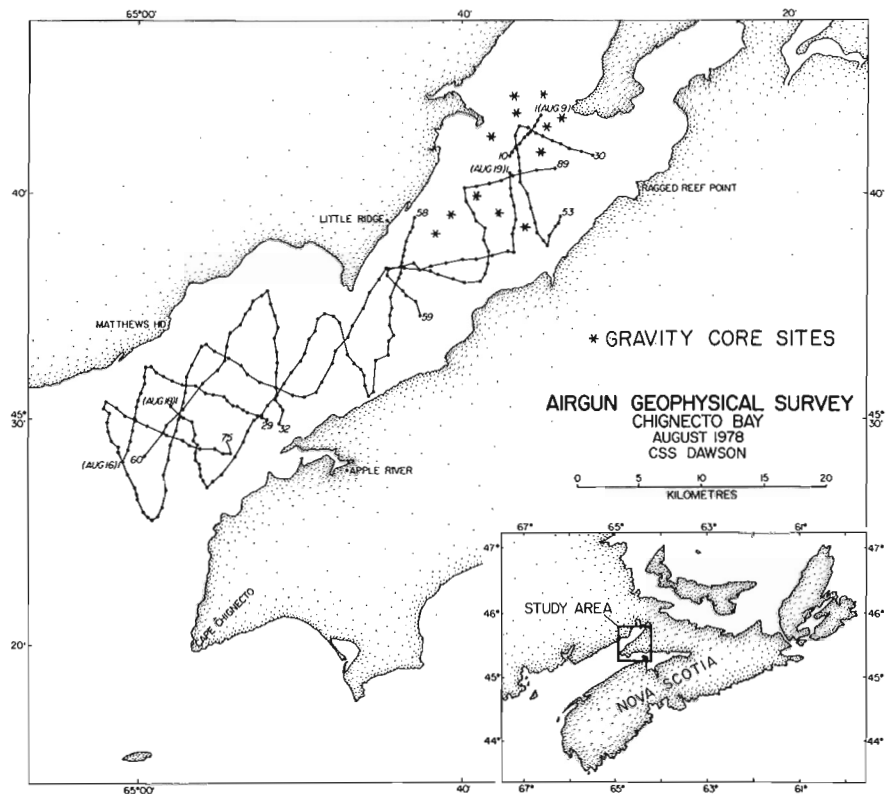 65°00'
40'
20'
1(AUG 9)
10
30
(AUG 19)1
89
40'
40'
RAGGED REEF POINT
LITTLE RIDGE
58
53
59
MATTHEWS HD.
* GRAVITY CORE SITES
(AUG 18)1
AIRGUN GEOPHYSICAL SURVEY
CHIGNECTO BAY
AUGUST 1978
CSS DAWSON
45°
30'
45°
30'
29
32
75
60
(AUG 16)1
APPLE RIVER
0 5 10 15 20
KILOMETRES
67° 65° 63° 61°
47°
47°
STUDY AREA
46°
46°
CAPE CHIGNECTO
20'
45°
45°
NOVA SCOTIA
44°
44°
67° 65° 63° 61°
65°00'
40'